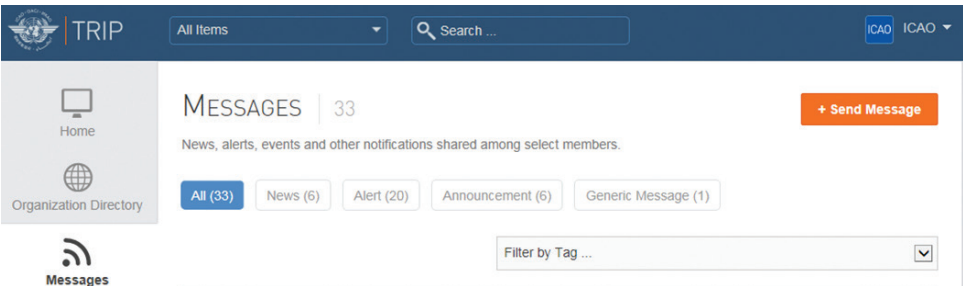 TRIP
All Items
Search ...
ICAO
ICAO
Home
Organization Directory
Messages
MESSAGES 33
+ Send Message
News, alerts, events and other notifications shared among select members.
All (33) News (6) Alert (20) Announcement (6) Generic Message (1)
Filter by Tag ...